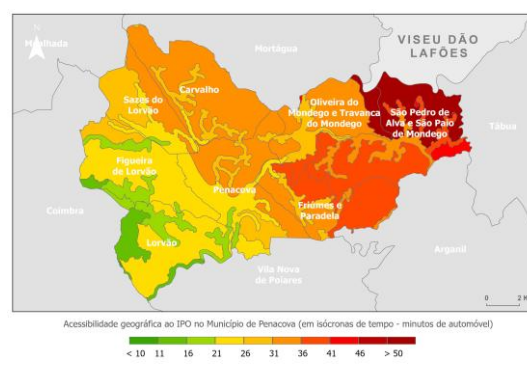 N
Mealhada
Mortágua
VISEU DÃO
LAFÕES
Carvalho
Sazes do
Lorvão
Oliveira do
Mondego e Travanca
do Mondego
São Pedro de
Alva e São Paio
de Mondego
Tábua
Figueira
de Lorvão
Penacova
Friúmes e
Paradela
Coimbra
Lorvão
Arganil
Vila Nova
de Poiares
0 2
Acessibilidade geográfica ao IPO no Município de Penacova (em isócronas de tempo - minutos de automóvel)
< 10 11 16 21 26 31 36 41 46 > 50